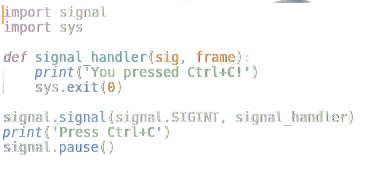 import signal
import sys

def signal_handler(sig, frame):
    print('You pressed Ctrl+C!')
    sys.exit(0)

signal.signal(signal.SIGINT, signal_handler)
print('Press Ctrl+C')
signal.pause()